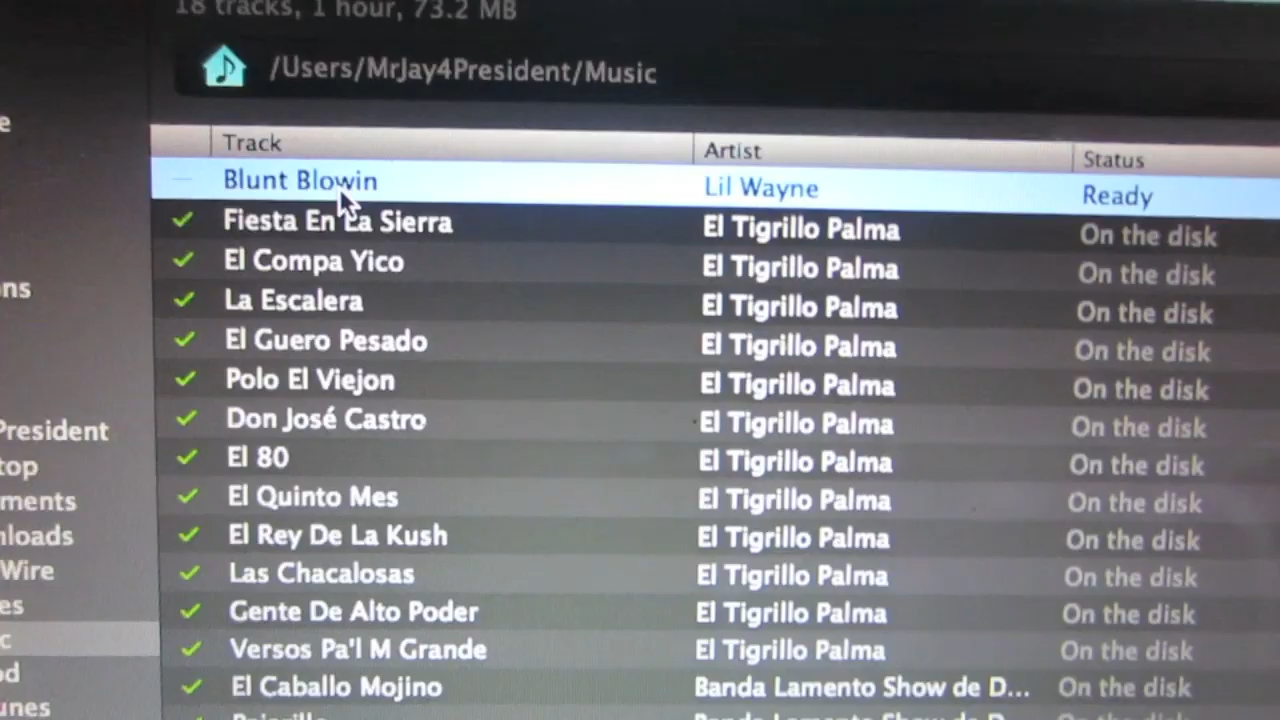 18 tracks, 1 hour, 73.2 MB
/Users/MrJay4President/Music
Track Artist Status
Blunt Blowin Lil Wayne Ready
Fiesta En La Sierra El Tigrillo Palma On the disk
El Compa Yico El Tigrillo Palma On the disk
La Escalera El Tigrillo Palma On the disk
El Guero Pesado El Tigrillo Palma On the disk
Polo El Viejon El Tigrillo Palma On the disk
Don José Castro El Tigrillo Palma On the disk
El 80 El Tigrillo Palma On the disk
El Quinto Mes El Tigrillo Palma On the disk
El Rey De La Kush El Tigrillo Palma On the disk
Las Chacalosas El Tigrillo Palma On the disk
Gente De Alto Poder El Tigrillo Palma On the disk
Versos Pa'l M Grande El Tigrillo Palma On the disk
El Caballo Mojino Banda Lamento Show de D... On the disk
e
ns
President
top
ments
nloads
Wire
es
c
od
unes